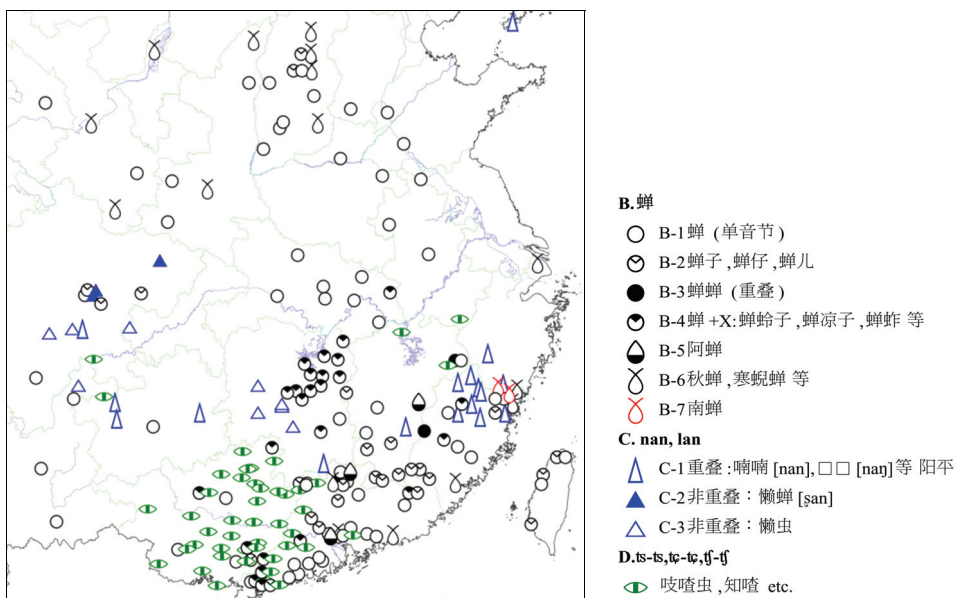 B.蝉
B-1蝉 (单音节)
B-2蝉子,蝉仔,蝉儿
B-3蝉蝉 (重叠)
B-4蝉 +X:蝉蛉子,蝉凉子,蝉蚱 等
B-5阿蝉
B-6秋蝉,寒蜺蝉 等
B-7南蝉
C. nan, lan
C-1重叠:喃喃[nan],□□ [naŋ]等 阳平
C-2非重叠:懒蝉[ʂan]
C-3非重叠:懒虫
D.ts-ts,tɕ-tɕ,tʃ-tʃ
吱喳虫,知喳 etc.